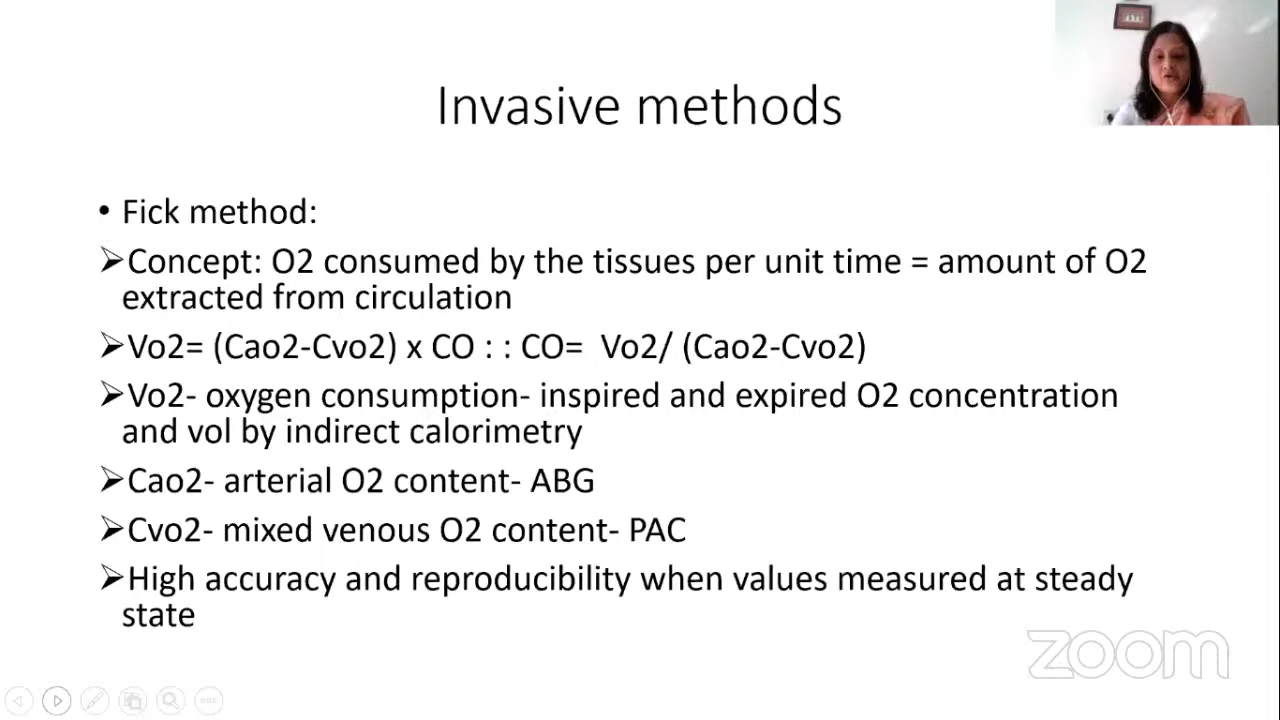 Invasive methods
• Fick method:
➢Concept: O2 consumed by the tissues per unit time = amount of O2
extracted from circulation
➢Vo2= (Cao2-Cvo2) x CO : : CO=  Vo2/ (Cao2-Cvo2)
➢Vo2- oxygen consumption- inspired and expired O2 concentration
and vol by indirect calorimetry
➢Cao2- arterial O2 content- ABG
➢Cvo2- mixed venous O2 content- PAC
➢High accuracy and reproducibility when values measured at steady
state
zoom